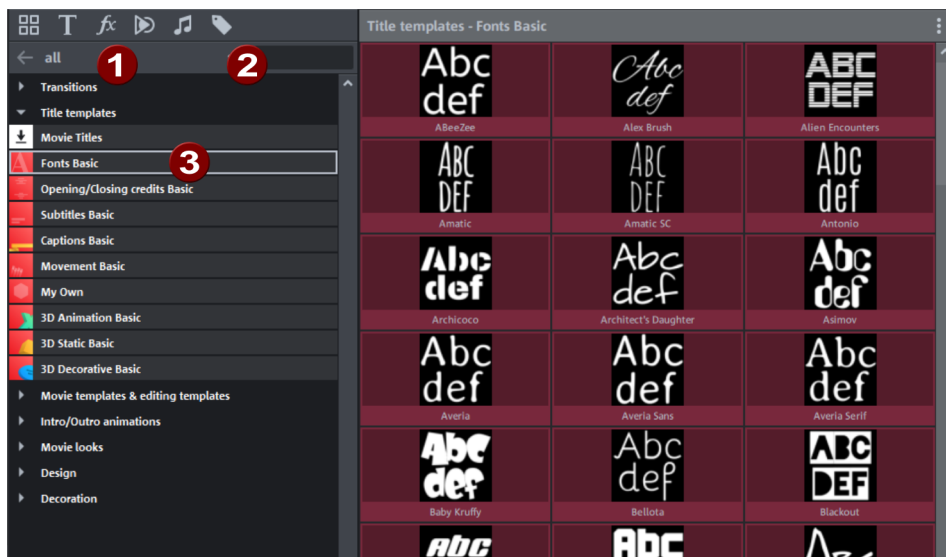 T fx
all
1
2
Transitions
Title templates
Movie Titles
Fonts Basic
3
Opening/Closing credits Basic
Subtitles Basic
Captions Basic
Movement Basic
My Own
3D Animation Basic
3D Static Basic
3D Decorative Basic
Movie templates & editing templates
Intro/Outro animations
Movie looks
Design
Decoration
Title templates - Fonts Basic
Abc Abc ABC
def def DEF
ABeeZee Alex Brush Alien Encounters
ABC ABC Abc
DEF DEF def
Amatic Amatic SC Antonio
Abc Abc Abc
def def def
Archicoco Architect's Daughter Asimov
Abc Abc Abc
def def def
Averia Averia Sans Averia Serif
Abc Abc ABC
def def DEF
Baby Kruffy Bellota Blackout